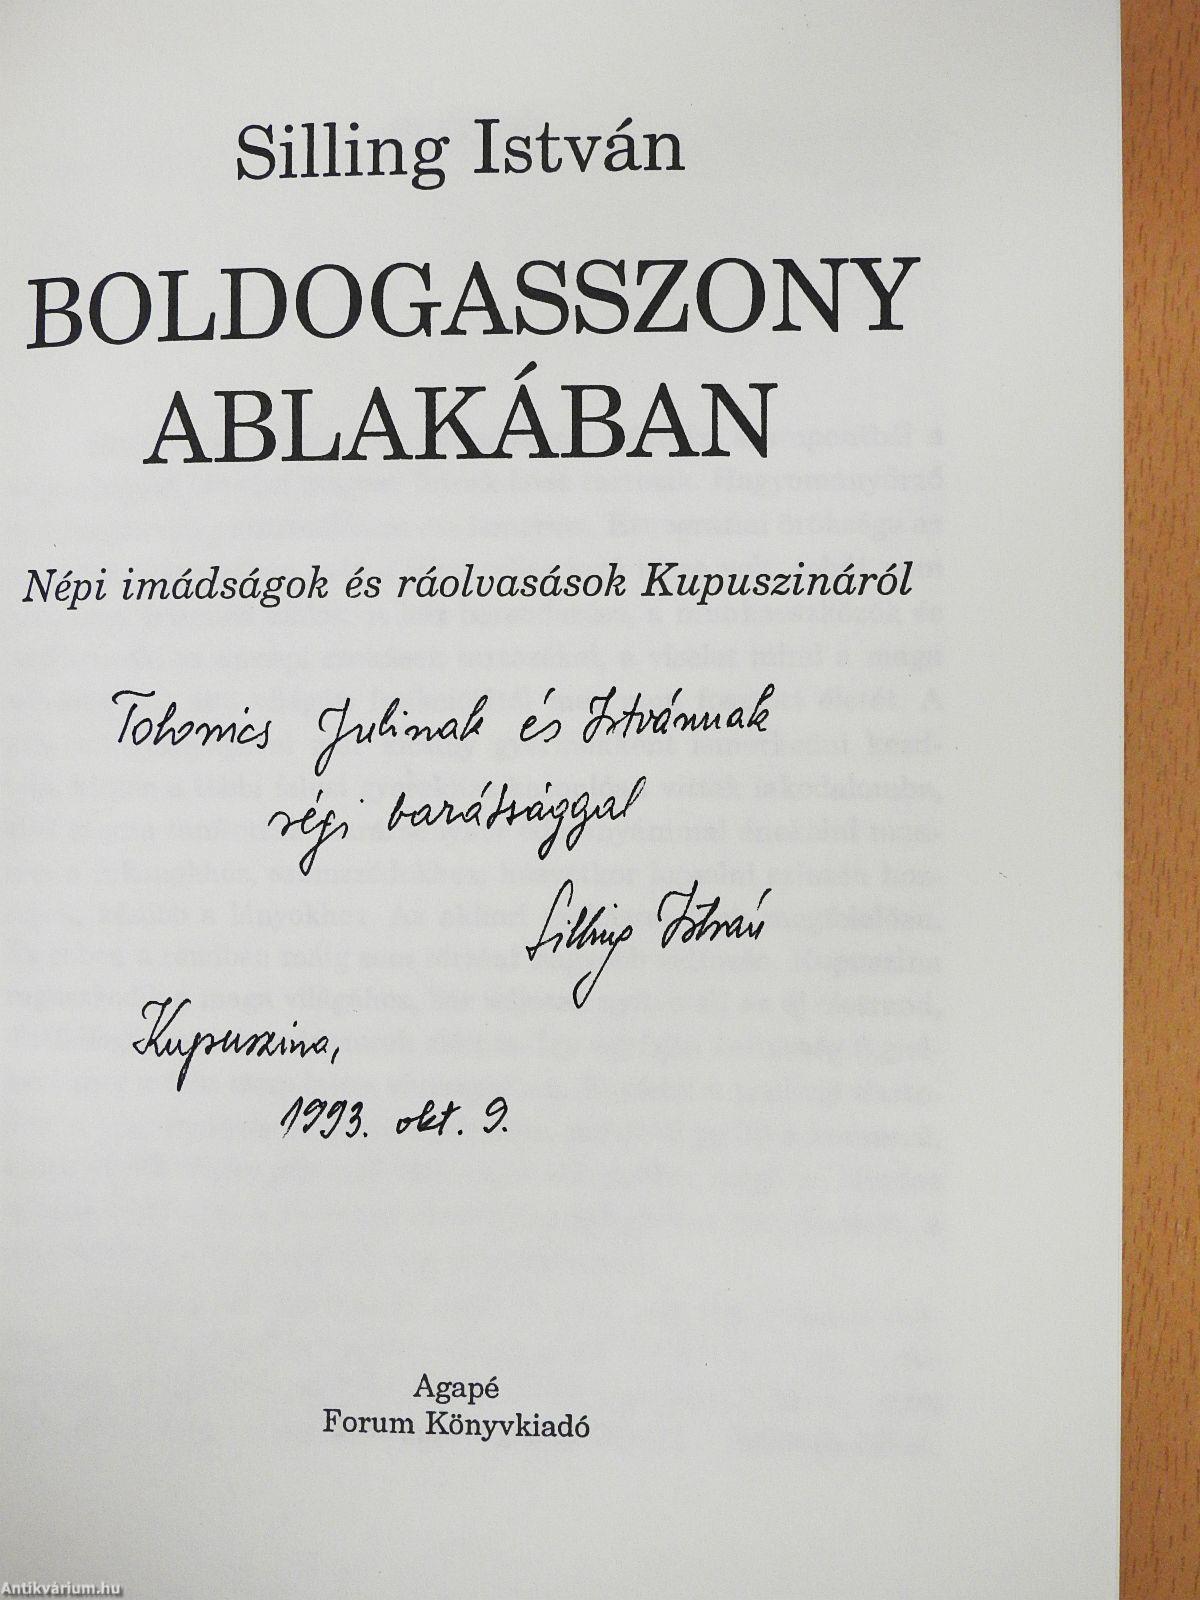 Silling István
BOLDOGASSZONY
ABLAKÁBAN
Népi imádságok és ráolvasások Kupuszináról
Tohonics Julinak és Istvánnak
régi barátsággal
Silling István
Kupuszina,
1993. okt. 9.
Agapé
Forum Könyvkiadó
Antikvárium.hu